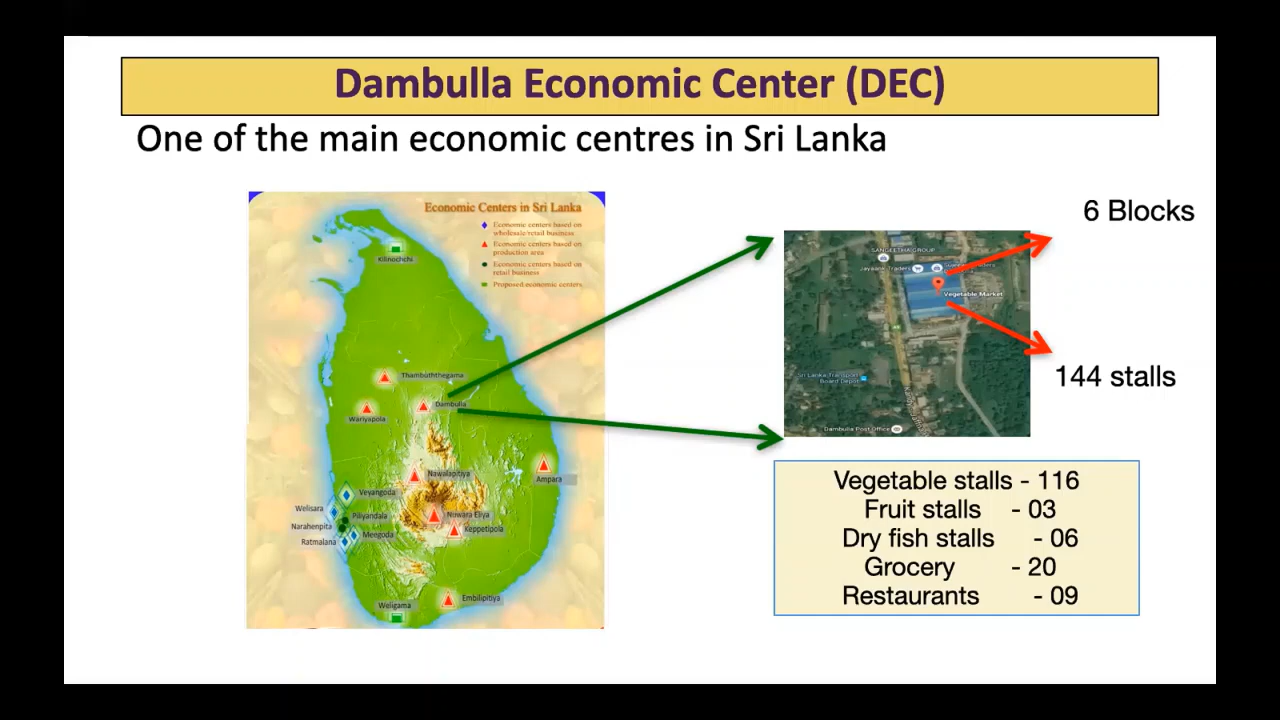 Dambulla Economic Center (DEC)
One of the main economic centres in Sri Lanka
Economic Centers in Sri Lanka
Economic centers based on
wholesale/retail business
Economic centers based on
production area
Economic centers based on
retail business
Proposed economic centers
Kilinochchi
Thambuththegama
Dambulla
Wariyapola
Nawalapitiya
Ampara
Veyangoda
Welisara
Piliyandala
Nuwara Eliya
Narahenpita
Keppetipola
Meegoda
Ratmalana
Embilipitiya
Weligama
6 Blocks
SANGEETHA GROUP
Jayaani Traders
Traders
Vegetable Market
144 stalls
Sri Lanka Transport
Board Depot
Dambulla Post Office
Vegetable stalls - 116
Fruit stalls - 03
Dry fish stalls - 06
Grocery - 20
Restaurants - 09